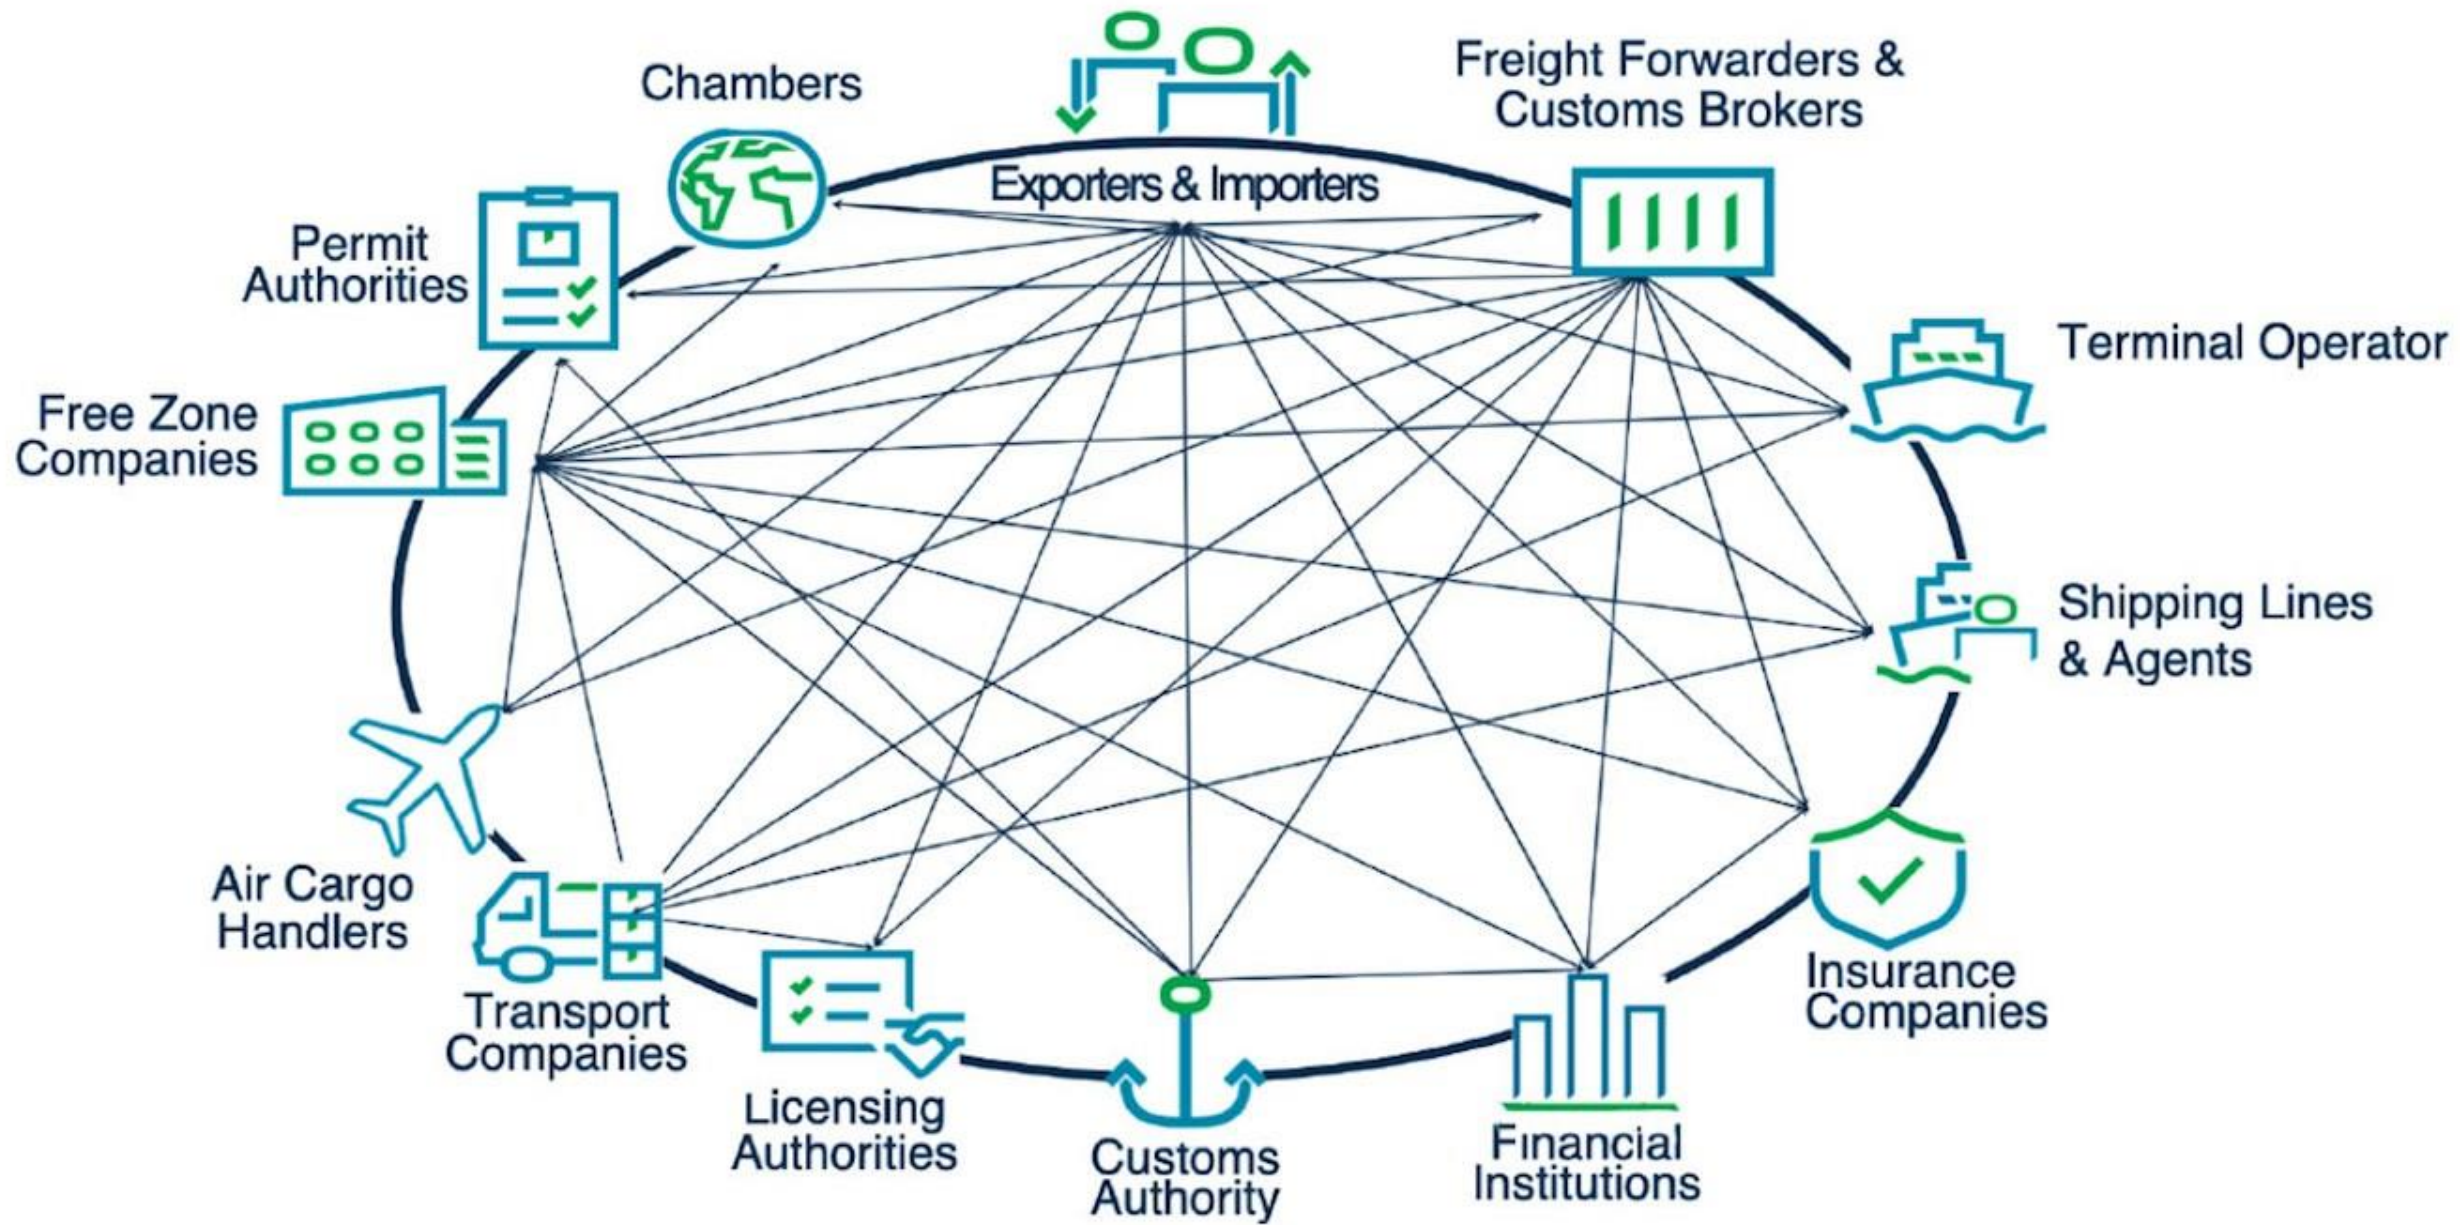 Exporters & Importers
Freight Forwarders &
Customs Brokers
Terminal Operator
Shipping Lines
& Agents
Insurance
Companies
Financial
Institutions
Customs
Authority
Licensing
Authorities
Transport
Companies
Air Cargo
Handlers
Free Zone
Companies
Permit
Authorities
Chambers